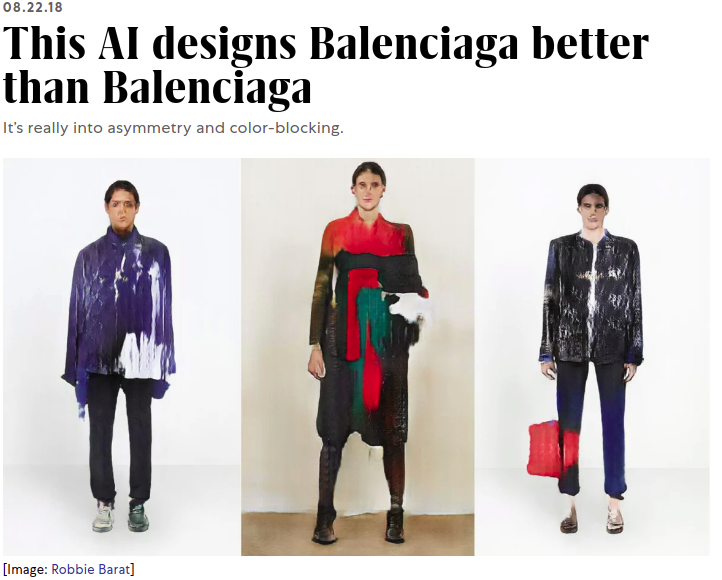 08.22.18
This AI designs Balenciaga better
than Balenciaga
It's really into asymmetry and color-blocking.
[Image: Robbie Barat]